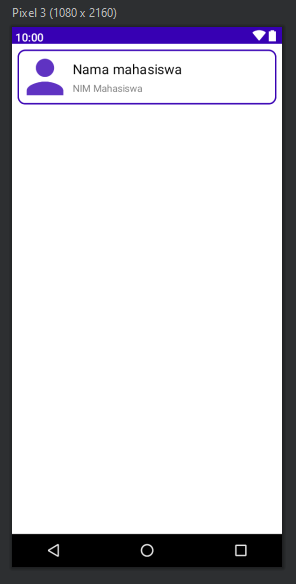 Pixel 3 (1080 x 2160)
10:00
Nama mahasiswa
NIM Mahasiswa